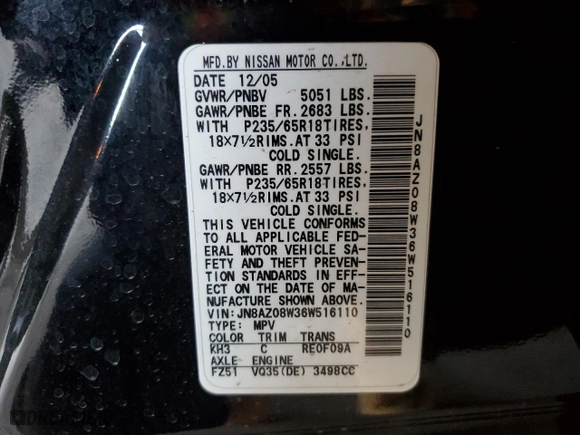 MFD. BY NISSAN MOTOR CO., LTD.
DATE 12/05
GVWR/PNBV 5051 LBS.
GAWR/PNBE FR. 2683 LBS.
WITH P235/65R18TIRES,
18×7½RIMS. AT 33 PSI
COLD SINGLE.
GAWR/PNBE RR. 2557 LBS.
WITH P235/65R18TIRES,
18×7½RIMS. AT 33 PSI
COLD SINGLE.
THIS VEHICLE CONFORMS
TO ALL APPLICABLE FED-
ERAL MOTOR VEHICLE SA-
FETY AND THEFT PREVEN-
TION STANDARDS IN EFF-
ECT ON THE DATE OF MA-
NUFACTURE SHOWN ABOVE.
VIN: JN8AZ08W36W516110
TYPE: MPV
COLOR TRIM TRANS
KH3 C RE0F09A
AXLE ENGINE
FZ51 VQ35(DE) 3498CC
JN8AZ08W36W516110